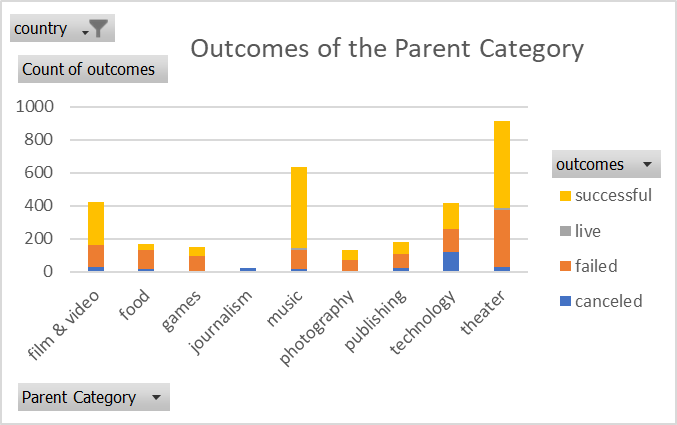 country
Outcomes of the Parent Category
Count of outcomes
1000
800
600
400
200
0
film & video
food
games
journalism
music
photography
publishing
technology
theater
outcomes
successful
live
failed
canceled
Parent Category